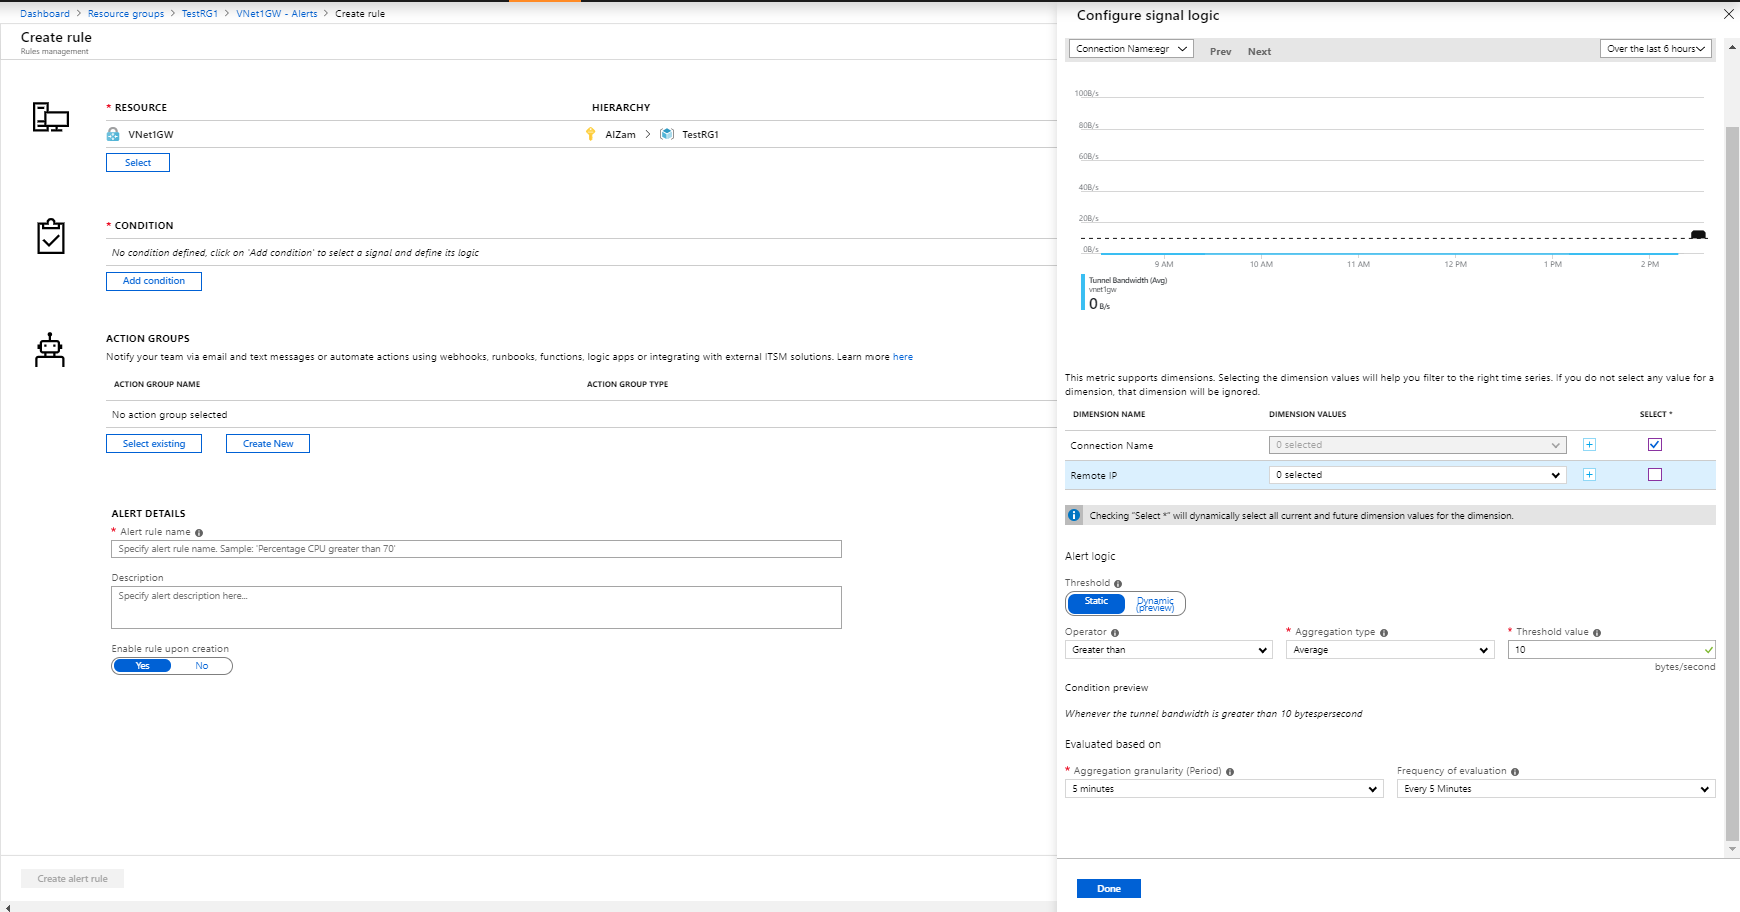 Dashboard > Resource groups > TestRG1 > VNet1GW - Alerts > Create rule
Create rule
Rules management
* RESOURCE HIERARCHY
VNet1GW AIZam > TestRG1
Select
* CONDITION
No condition defined, click on 'Add condition' to select a signal and define its logic
Add condition
ACTION GROUPS
Notify your team via email and text messages or automate actions using webhooks, runbooks, functions, logic apps or integrating with external ITSM solutions. Learn more here
ACTION GROUP NAME ACTION GROUP TYPE
No action group selected
Select existing Create New
ALERT DETAILS
* Alert rule name
Specify alert rule name. Sample: 'Percentage CPU greater than 70'
Description
Specify alert description here...
Enable rule upon creation
Yes No
Create alert rule
Configure signal logic
Connection Name:egr Prev Next Over the last 6 hours
100B/s
80B/s
60B/s
40B/s
20B/s
0B/s
9 AM 10 AM 11 AM 12 PM 1 PM 2 PM
Tunnel Bandwidth (Avg)
vnet1gw
0 B/s
This metric supports dimensions. Selecting the dimension values will help you filter to the right time series. If you do not select any value for a
dimension, that dimension will be ignored.
DIMENSION NAME DIMENSION VALUES SELECT *
Connection Name 0 selected
Remote IP 0 selected
Checking "Select *" will dynamically select all current and future dimension values for the dimension.
Alert logic
Threshold
Static Dynamic
(preview)
Operator * Aggregation type * Threshold value
Greater than Average 10
bytes/second
Condition preview
Whenever the tunnel bandwidth is greater than 10 bytespersecond
Evaluated based on
* Aggregation granularity (Period) Frequency of evaluation
5 minutes Every 5 Minutes
Done